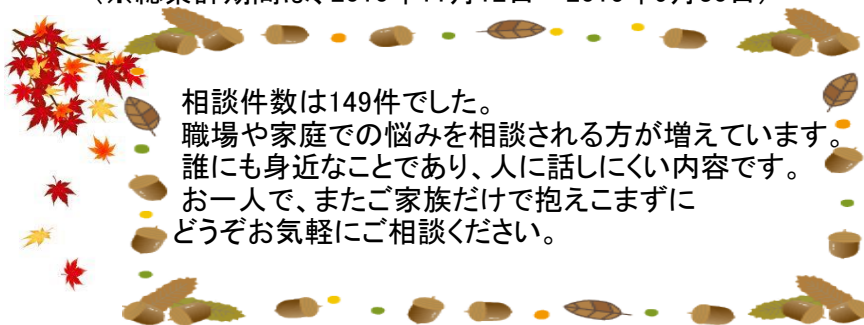 相談件数は149件でした。
職場や家庭での悩みを相談される方が増えています。
誰にも身近なことであり、人に話しにくい内容です。
お一人で、またご家族だけで抱えこまずに
どうぞお気軽にご相談ください。